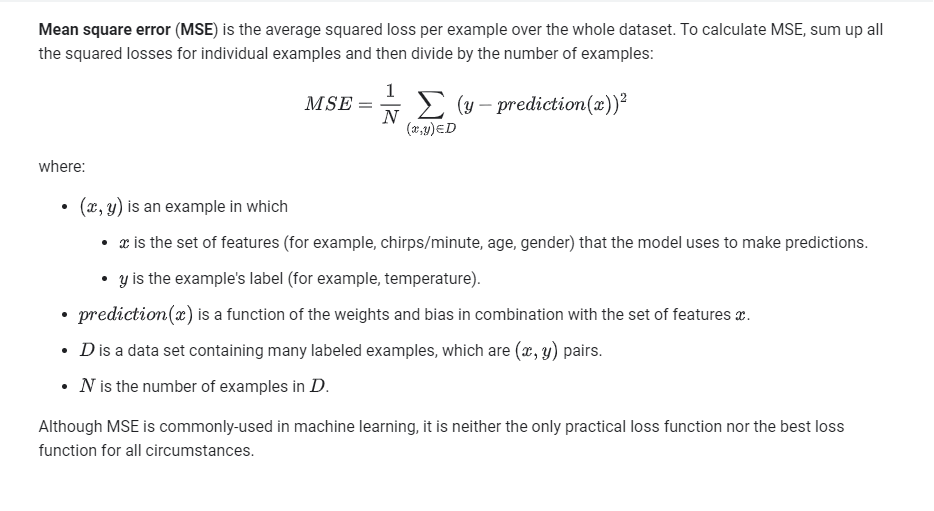 Mean square error (MSE) is the average squared loss per example over the whole dataset. To calculate MSE, sum up all
the squared losses for individual examples and then divide by the number of examples:
MSE = 1/N ∑_{(x,y)∈D} (y − prediction(x))²
where:
• (x, y) is an example in which
• x is the set of features (for example, chirps/minute, age, gender) that the model uses to make predictions.
• y is the example's label (for example, temperature).
• prediction(x) is a function of the weights and bias in combination with the set of features x.
• D is a data set containing many labeled examples, which are (x, y) pairs.
• N is the number of examples in D.
Although MSE is commonly-used in machine learning, it is neither the only practical loss function nor the best loss
function for all circumstances.